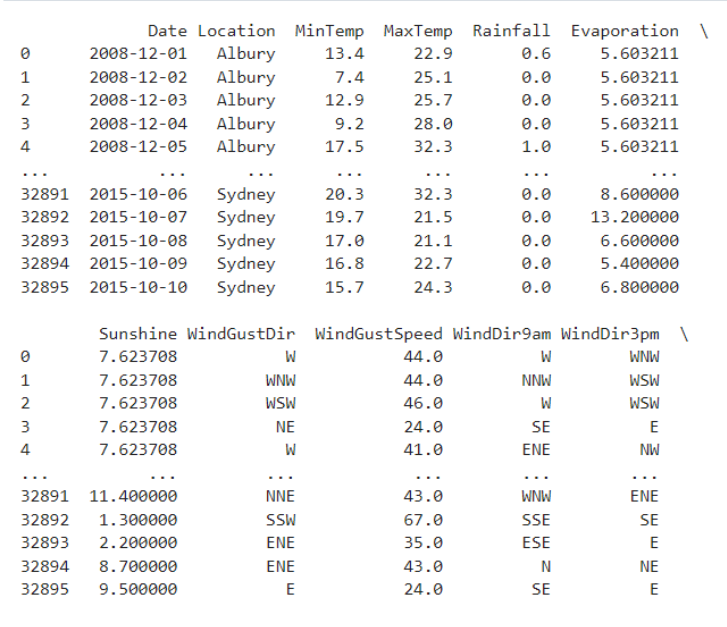 Date Location MinTemp MaxTemp Rainfall Evaporation \
0 2008-12-01 Albury 13.4 22.9 0.6 5.603211
1 2008-12-02 Albury 7.4 25.1 0.0 5.603211
2 2008-12-03 Albury 12.9 25.7 0.0 5.603211
3 2008-12-04 Albury 9.2 28.0 0.0 5.603211
4 2008-12-05 Albury 17.5 32.3 1.0 5.603211
... ... ... ... ... ... ...
32891 2015-10-06 Sydney 20.3 32.3 0.0 8.600000
32892 2015-10-07 Sydney 19.7 21.5 0.0 13.200000
32893 2015-10-08 Sydney 17.0 21.1 0.0 6.600000
32894 2015-10-09 Sydney 16.8 22.7 0.0 5.400000
32895 2015-10-10 Sydney 15.7 24.3 0.0 6.800000
Sunshine WindGustDir WindGustSpeed WindDir9am WindDir3pm \
0 7.623708 W 44.0 W WNW
1 7.623708 WNW 44.0 NNW WSW
2 7.623708 WSW 46.0 W WSW
3 7.623708 NE 24.0 SE E
4 7.623708 W 41.0 ENE NW
... ... ... ... ... ...
32891 11.400000 NNE 43.0 WNW ENE
32892 1.300000 SSW 67.0 SSE SE
32893 2.200000 ENE 35.0 ESE E
32894 8.700000 ENE 43.0 N NE
32895 9.500000 E 24.0 SE E